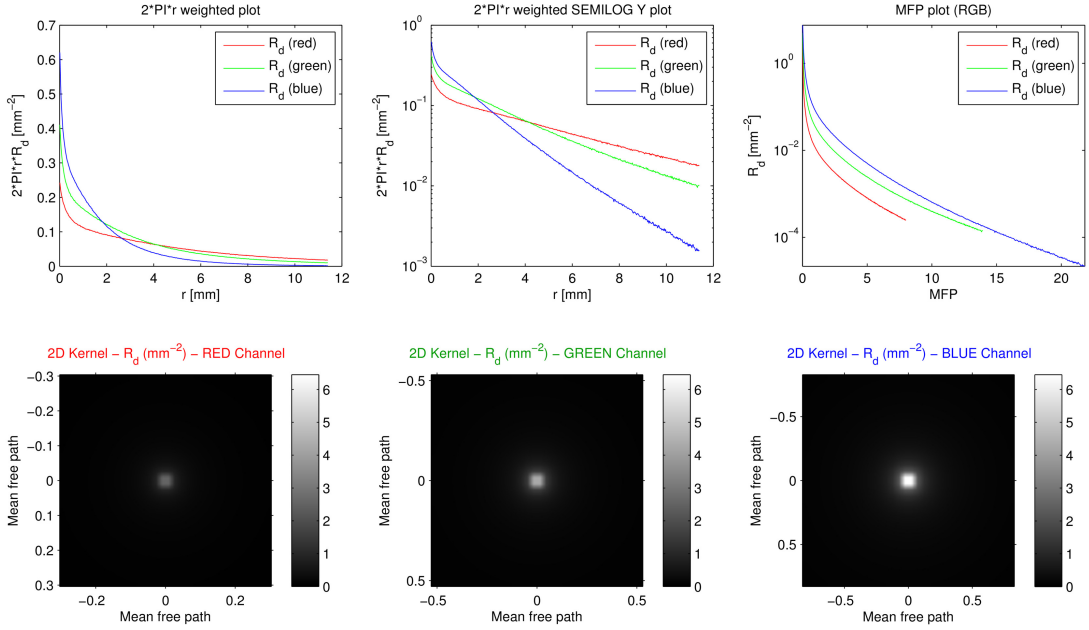 2*PI*r weighted plot
0.7
0.6
0.5
0.4
0.3
0.2
0.1
0
0 2 4 6 8 10 12
r [mm]
2*PI*r*R_d [mm^−2]
R_d (red)
R_d (green)
R_d (blue)
2*PI*r weighted SEMILOG Y plot
10^0
10^−1
10^−2
10^−3
0 2 4 6 8 10 12
r [mm]
2*PI*r*R_d [mm^−2]
R_d (red)
R_d (green)
R_d (blue)
MFP plot (RGB)
10^0
10^−2
10^−4
0 5 10 15 20
MFP
R_d [mm^−2]
R_d (red)
R_d (green)
R_d (blue)
2D Kernel − R_d (mm^−2) − RED Channel
−0.3
−0.2
−0.1
0
0.1
0.2
0.3
−0.2 0 0.2
Mean free path
Mean free path
6
5
4
3
2
1
0
2D Kernel − R_d (mm^−2) − GREEN Channel
−0.5
0
0.5
−0.5 0 0.5
Mean free path
Mean free path
6
5
4
3
2
1
0
2D Kernel − R_d (mm^−2) − BLUE Channel
−0.5
0
0.5
−0.5 0 0.5
Mean free path
Mean free path
6
5
4
3
2
1
0